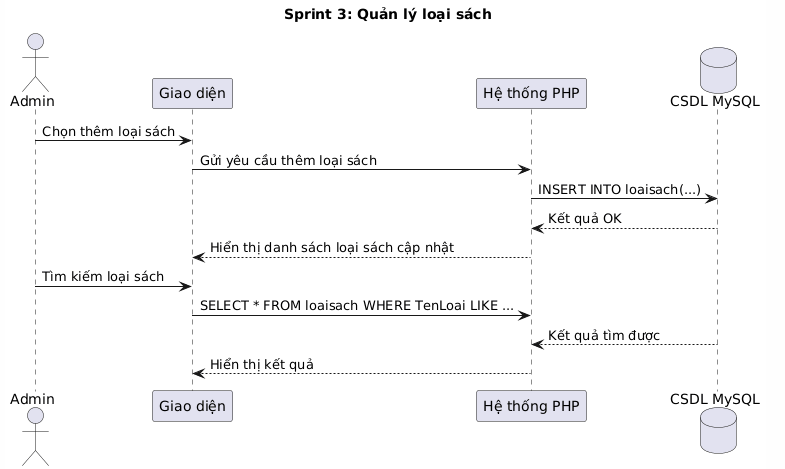 Sprint 3: Quản lý loại sách
Admin
Giao diện
Hệ thống PHP
CSDL MySQL
Chọn thêm loại sách
Gửi yêu cầu thêm loại sách
INSERT INTO loaisach(...)
Kết quả OK
Hiển thị danh sách loại sách cập nhật
Tìm kiếm loại sách
SELECT * FROM loaisach WHERE TenLoai LIKE ...
Kết quả tìm được
Hiển thị kết quả
Admin
Giao diện
Hệ thống PHP
CSDL MySQL